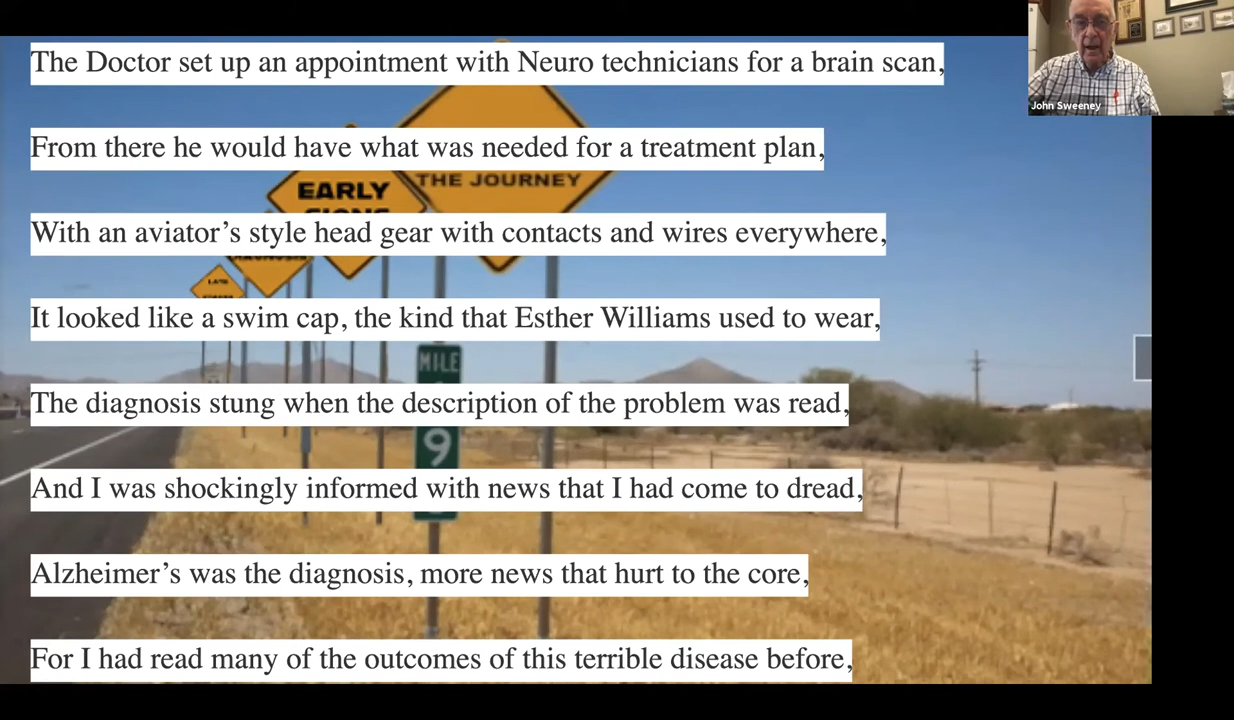 The Doctor set up an appointment with Neuro technicians for a brain scan,
John Sweeney
From there he would have what was needed for a treatment plan,
THE JOURNEY
EARLY
With an aviator’s style head gear with contacts and wires everywhere,
It looked like a swim cap, the kind that Esther Williams used to wear,
MILE
The diagnosis stung when the description of the problem was read,
9
And I was shockingly informed with news that I had come to dread,
Alzheimer’s was the diagnosis, more news that hurt to the core,
For I had read many of the outcomes of this terrible disease before,